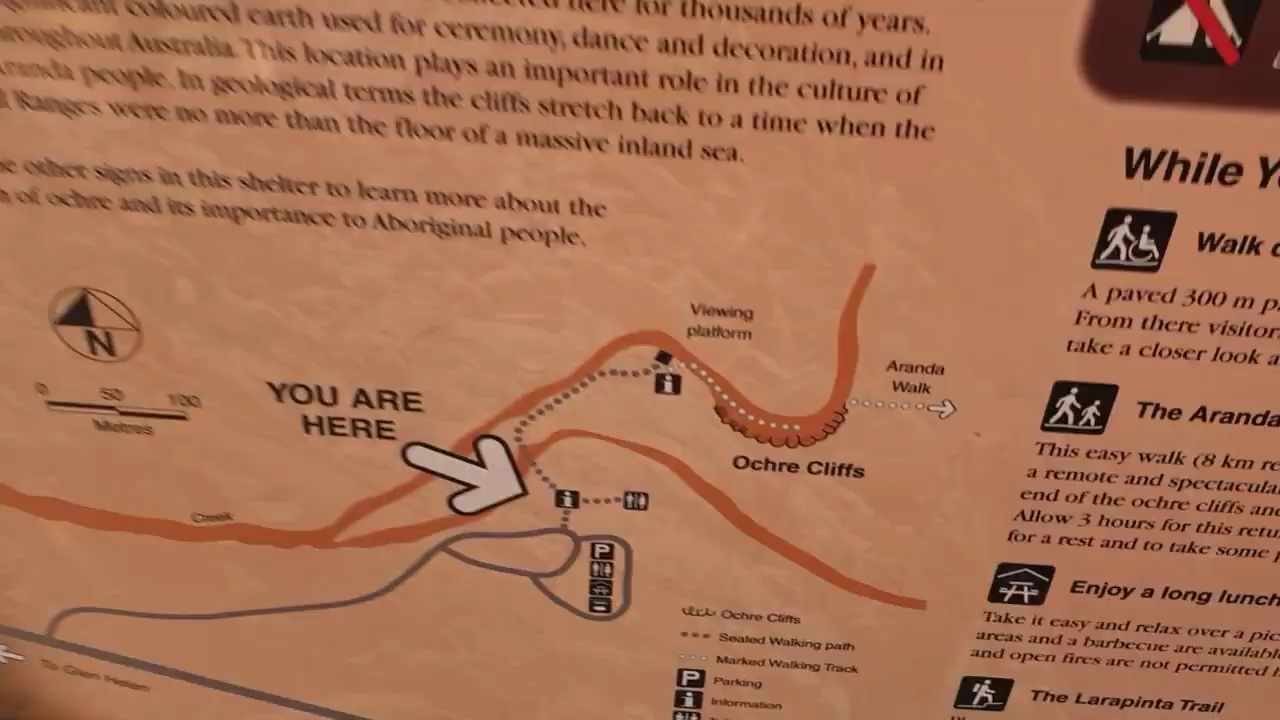 here for thousands of years.
coloured earth used for ceremony, dance and decoration, and in
throughout Australia. This location plays an important role in the culture of
Aranda people. In geological terms the cliffs stretch back to a time when the
Ranges were no more than the floor of a massive inland sea.
other signs in this shelter to learn more about the
of ochre and its importance to Aboriginal people.
N
0 50 100
Metres
YOU ARE
HERE
Creek
Viewing
platform
i
Aranda
Walk
Ochre Cliffs
i
P
To Glen Helen
Ochre Cliffs
Sealed Walking path
Marked Walking Track
P Parking
i Information
While
Walk
A paved 300 m
From there
take a closer look
The Aranda
This easy walk (8 km
a remote and
end of the ochre cliffs
Allow 3 hours for this
for a rest and to take some
Enjoy a long lunch
Take it easy and relax over a
areas and a barbecue are
and open fires are not permitted
The Larapinta Trail